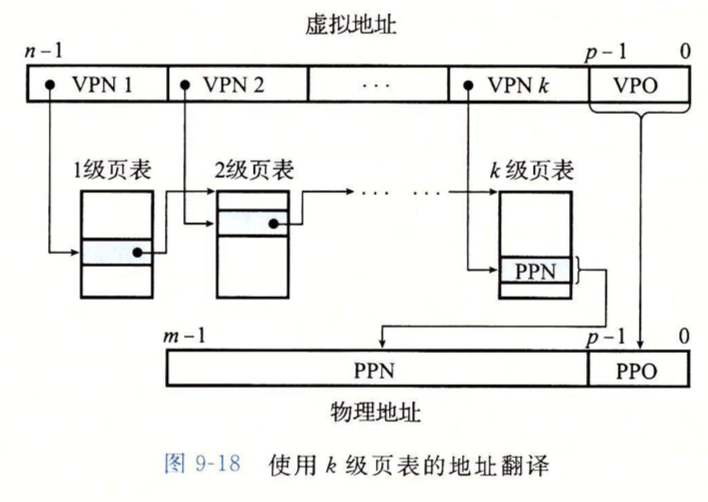 虚拟地址
n-1 p-1 0
VPN 1 VPN 2 ··· VPN k VPO
1级页表 2级页表 ··· ··· k级页表
PPN
m-1 p-1 0
PPN PPO
物理地址
图 9-18 使用 k 级页表的地址翻译